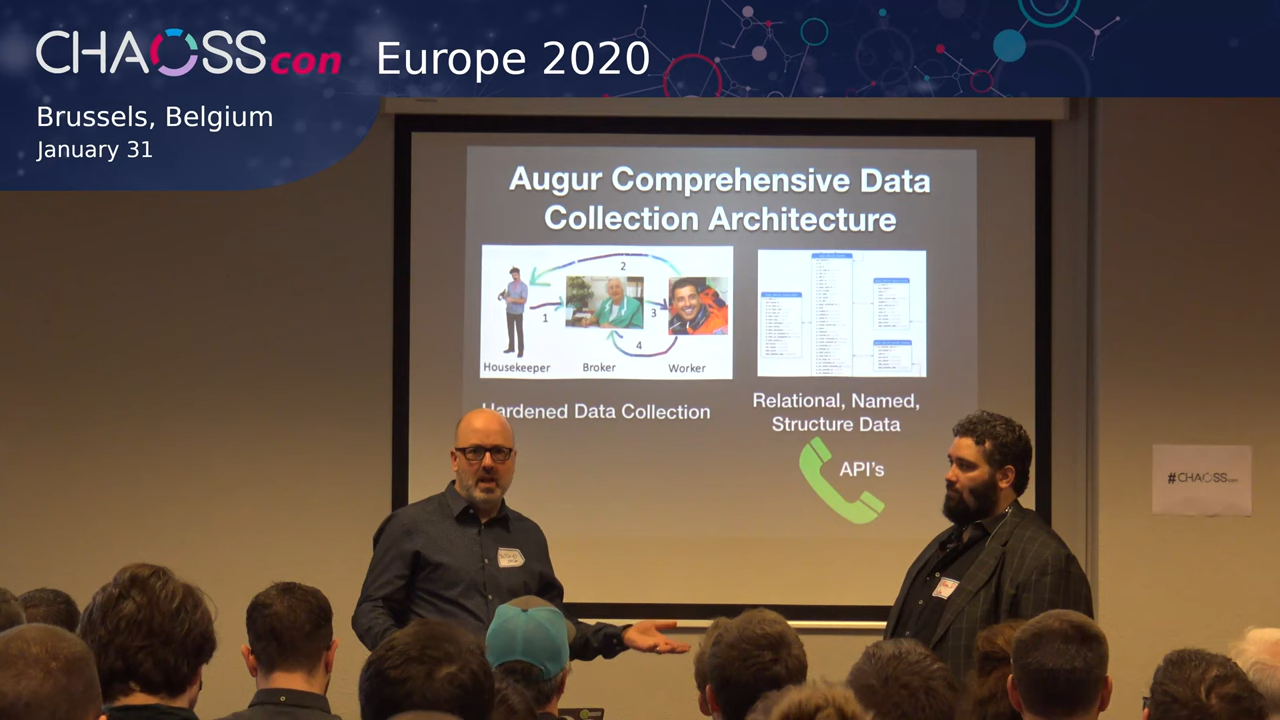 CHAOSScon Europe 2020
Brussels, Belgium
January 31
Augur Comprehensive Data
Collection Architecture
2
1
3
4
Housekeeper
Broker
Worker
Hardened Data Collection
Relational, Named,
Structure Data
API's
#CHAOSScon